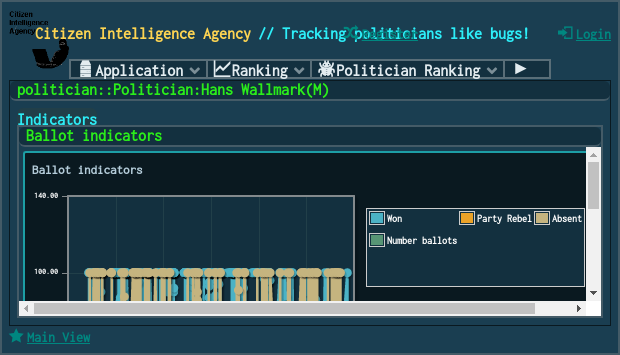 Citizen
Intelligence
Agency
Citizen Intelligence Agency // Tracking politicians like bugs!
Login
Application
Ranking
Politician Ranking
politician::Politician:Hans Wallmark(M)
Indicators
Ballot indicators
Ballot indicators
140.00
100.00
Won
Party Rebel
Absent
Number ballots
Main View